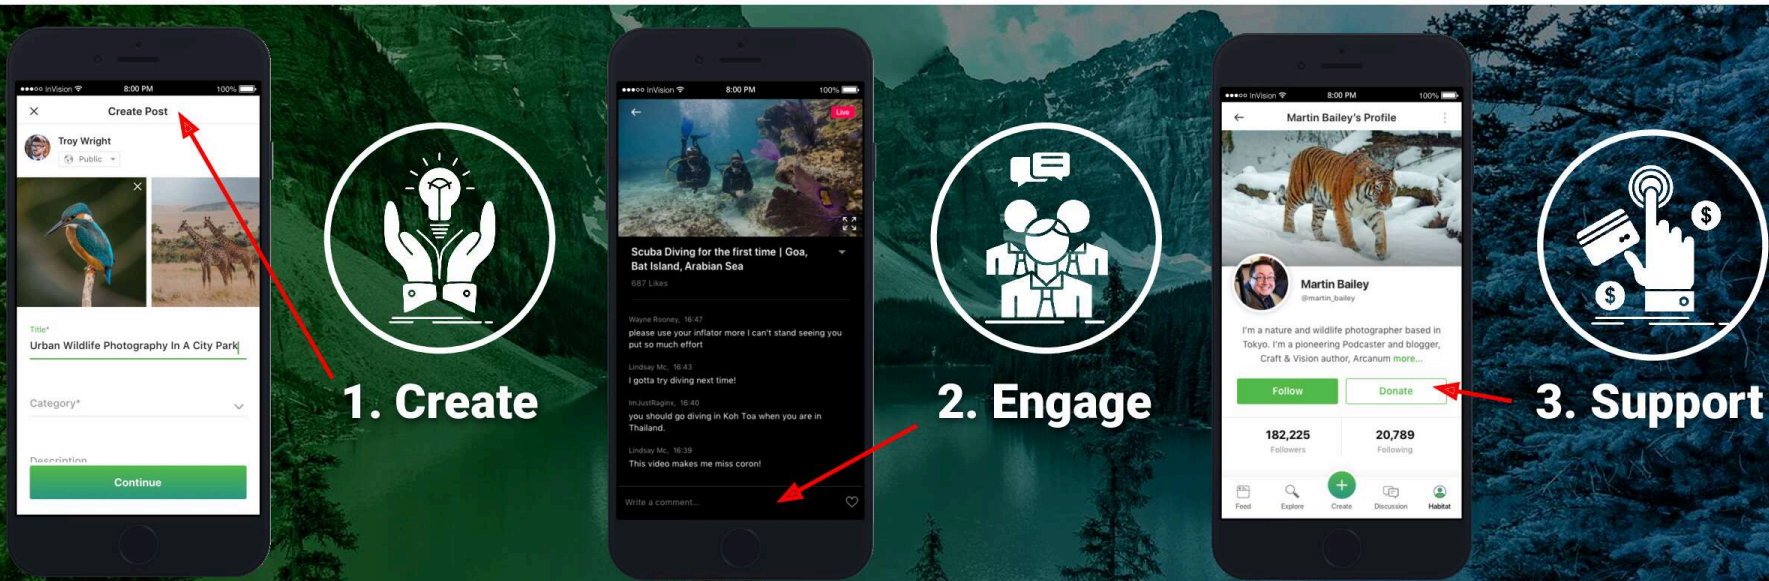 ●●●○○ InVision 8:00 PM 100%
Create Post
Troy Wright
Public
Title*
Urban Wildlife Photography In A City Park
Category*
Description
Continue
1. Create
●●●○○ InVision 8:00 PM 100%
Live
Scuba Diving for the first time | Goa,
Bat Island, Arabian Sea
687 Likes
Wayne Rooney, 16:47
please use your inflator more I can't stand seeing you
put so much effort
Lindsay Mc, 16:43
I gotta try diving next time!
ImJustRaginx, 16:40
you should go diving in Koh Toa when you are in
Thailand.
Lindsay Mc, 16:39
This video makes me miss coron!
Write a comment...
2. Engage
●●●○○ InVision 8:00 PM 100%
Martin Bailey's Profile
Martin Bailey
@martin_bailey
I'm a nature and wildlife photographer based in
Tokyo. I'm a pioneering Podcaster and blogger,
Craft & Vision author, Arcanum more...
Follow Donate
182,225 20,789
Followers Following
Feed Explore Create Discussion Habitat
$
$
3. Support